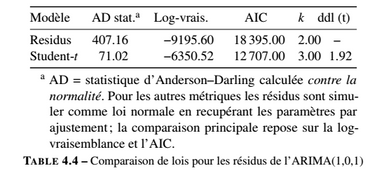 Modèle AD stat.ᵃ Log-vrais. AIC k ddl (t)
Residus 407.16 −9195.60 18 395.00 2.00 –
Student-t 71.02 −6350.52 12 707.00 3.00 1.92
ᵃ AD = statistique d’Anderson–Darling calculée contre la
normalité. Pour les autres métriques les résidus sont simu-
ler comme loi normale en recupérant les paramètres par
ajustement ; la comparaison principale repose sur la log-
vraisemblance et l’AIC.
TABLE 4.4 – Comparaison de lois pour les résidus de l’ARIMA(1,0,1)